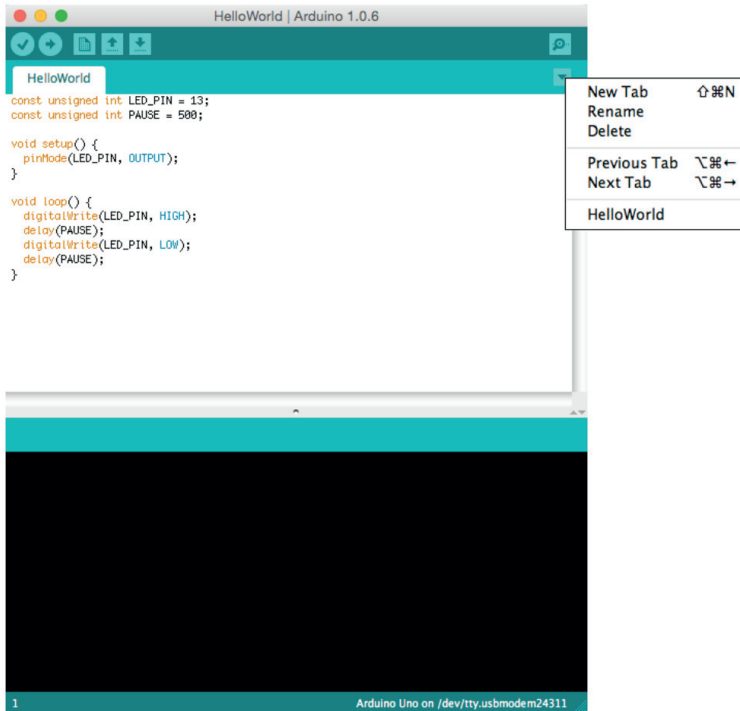 HelloWorld | Arduino 1.0.6
HelloWorld
const unsigned int LED_PIN = 13;
const unsigned int PAUSE = 500;
void setup() {
  pinMode(LED_PIN, OUTPUT);
}
void loop() {
  digitalWrite(LED_PIN, HIGH);
  delay(PAUSE);
  digitalWrite(LED_PIN, LOW);
  delay(PAUSE);
}
New Tab ⇧⌘N
Rename
Delete
Previous Tab ⌥⌘←
Next Tab ⌥⌘→
HelloWorld
1 Arduino Uno on /dev/tty.usbmodem24311